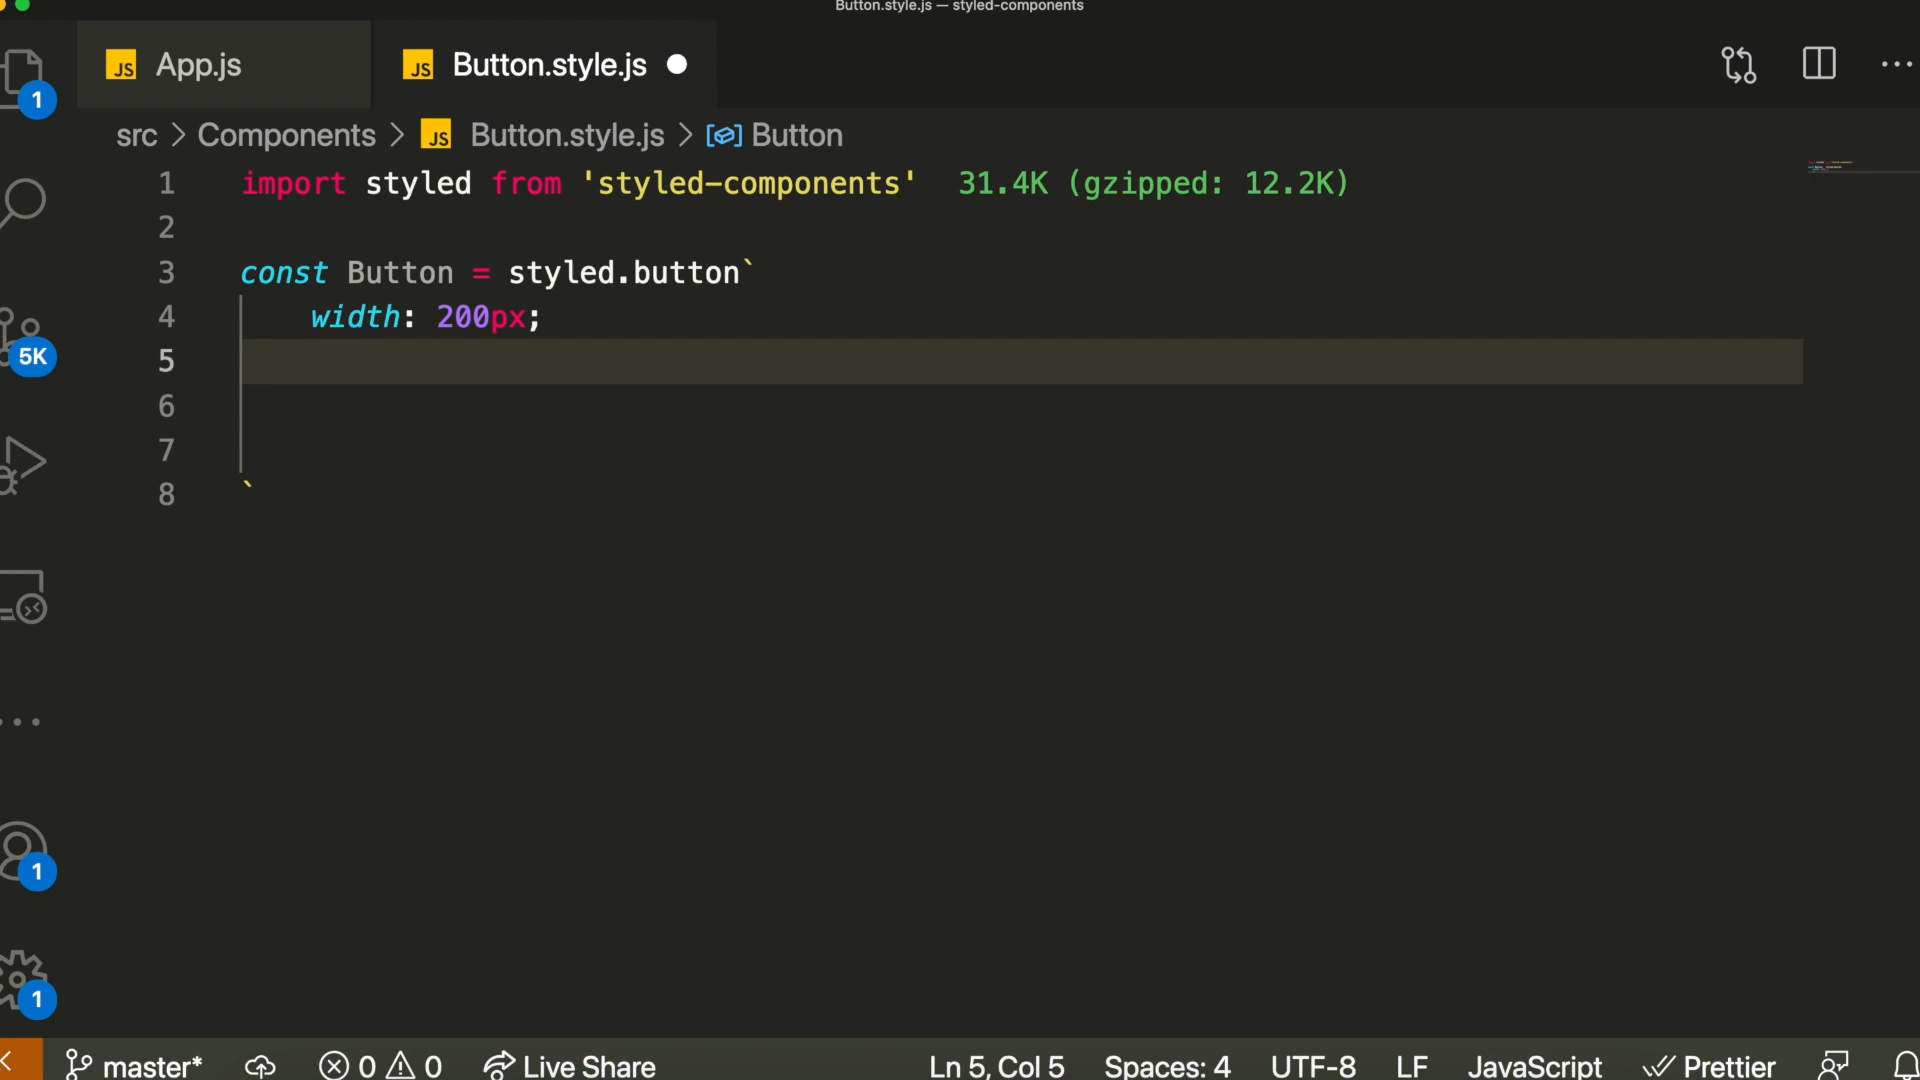 Button.style.js — styled-components
JS App.js JS Button.style.js
src > Components > JS Button.style.js > Button
1 import styled from 'styled-components' 31.4K (gzipped: 12.2K)
2
3 const Button = styled.button`
4 width: 200px;
5
6
7
8 `
1
5K
1
1
master* 0 0 Live Share Ln 5, Col 5 Spaces: 4 UTF-8 LF JavaScript Prettier